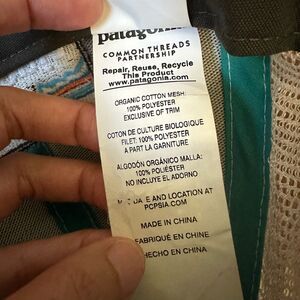 patagonia
COMMON THREADS
PARTNERSHIP
Repair, Reuse, Recycle
This Product
www.patagonia.com
ORGANIC COTTON MESH:
100% POLYESTER
EXCLUSIVE OF TRIM
COTON DE CULTURE BIOLOGIQUE
FILET: 100% POLYESTER
A PART LA GARNITURE
ALGODÓN ORGÁNICO MALLA:
100% POLIÉSTER
NO INCLUYE EL ADORNO
AND LOCATION AT
PCPSIA.COM
MADE IN CHINA
FABRIQUÉ EN CHINE
HECHO EN CHINA